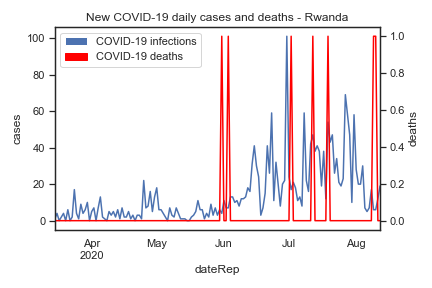 New COVID-19 daily cases and deaths - Rwanda
COVID-19 infections
COVID-19 deaths
100
80
60
40
20
0
cases
1.0
0.8
0.6
0.4
0.2
0.0
deaths
Apr May Jun Jul Aug
2020
dateRep